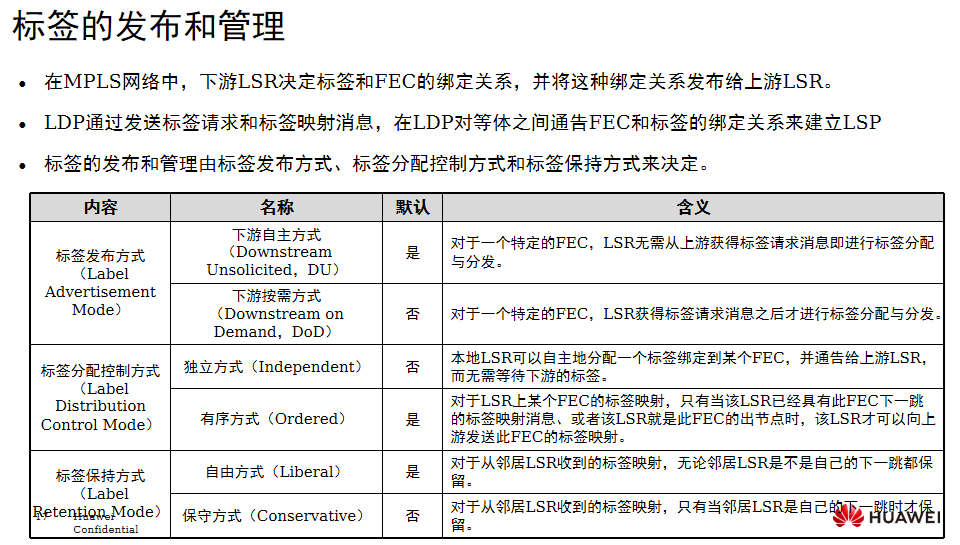 标签的发布和管理
在MPLS网络中，下游LSR决定标签和FEC的绑定关系，并将这种绑定关系发布给上游LSR。
LDP通过发送标签请求和标签映射消息，在LDP对等体之间通告FEC和标签的绑定关系来建立LSP
标签的发布和管理由标签发布方式、标签分配控制方式和标签保持方式来决定。
内容
名称
默认
含义
标签发布方式
（Label
Advertisement
Mode）
下游自主方式
（Downstream
Unsolicited，DU）
是
对于一个特定的FEC，LSR无需从上游获得标签请求消息即进行标签分配
与分发。
下游按需方式
（Downstream on
Demand，DoD）
否
对于一个特定的FEC，LSR获得标签请求消息之后才进行标签分配与分发。
标签分配控制方式
（Label
Distribution
Control Mode）
独立方式（Independent）
否
本地LSR可以自主地分配一个标签绑定到某个FEC，并通告给上游LSR，
而无需等待下游的标签。
有序方式（Ordered）
是
对于LSR上某个FEC的标签映射，只有当该LSR已经具有此FEC下一跳
的标签映射消息、或者该LSR就是此FEC的出节点时，该LSR才可以向上
游发送此FEC的标签映射。
标签保持方式
（Label
Retention Mode）
自由方式（Liberal）
是
对于从邻居LSR收到的标签映射，无论邻居LSR是不是自己的下一跳都保
留。
保守方式（Conservative）
否
对于从邻居LSR收到的标签映射，只有当邻居LSR是自己的下一跳时才保
留。
17
Huawei
Confidential
HUAWEI